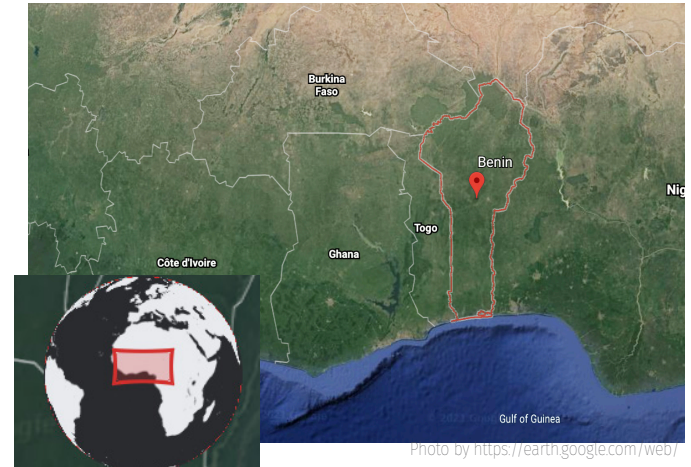 Burkina
Faso
Benin
Nig
Togo
Ghana
Côte d'Ivoire
Gulf of Guinea
Photo by https://earth.google.com/web/